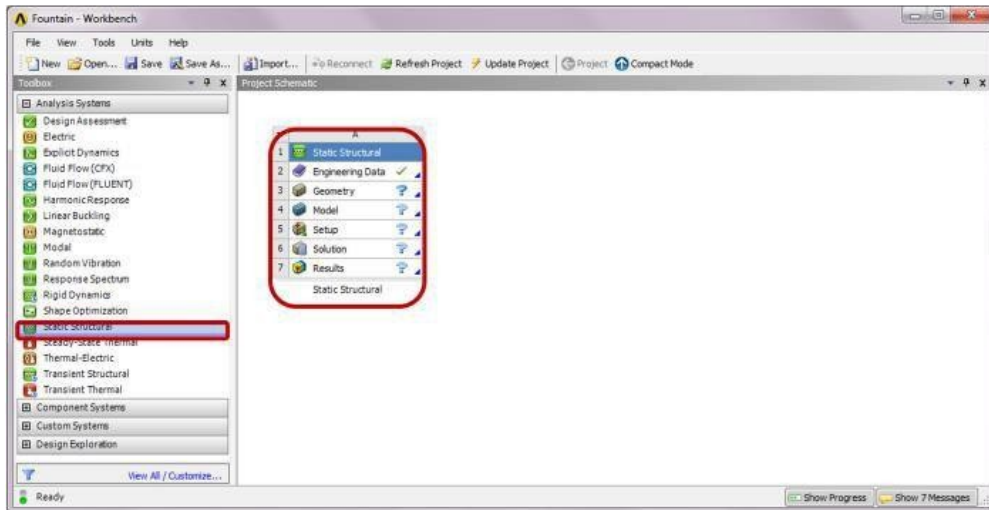 Fountain - Workbench
File View Tools Units Help
New Open... Save Save As... Import... Reconnect Refresh Project Update Project Project Compact Mode
Toolbox
Project Schematic
Analysis Systems
Design Assessment
Electric
Explicit Dynamics
Fluid Flow (CFX)
Fluid Flow (FLUENT)
Harmonic Response
Linear Buckling
Magnetostatic
Modal
Random Vibration
Response Spectrum
Rigid Dynamics
Shape Optimization
Static Structural
Steady-State Thermal
Thermal-Electric
Transient Structural
Transient Thermal
Component Systems
Custom Systems
Design Exploration
View All / Customize...
A
1 Static Structural
2 Engineering Data
3 Geometry ?
4 Model ?
5 Setup ?
6 Solution ?
7 Results ?
Static Structural
Ready
Show Progress Show 7 Messages